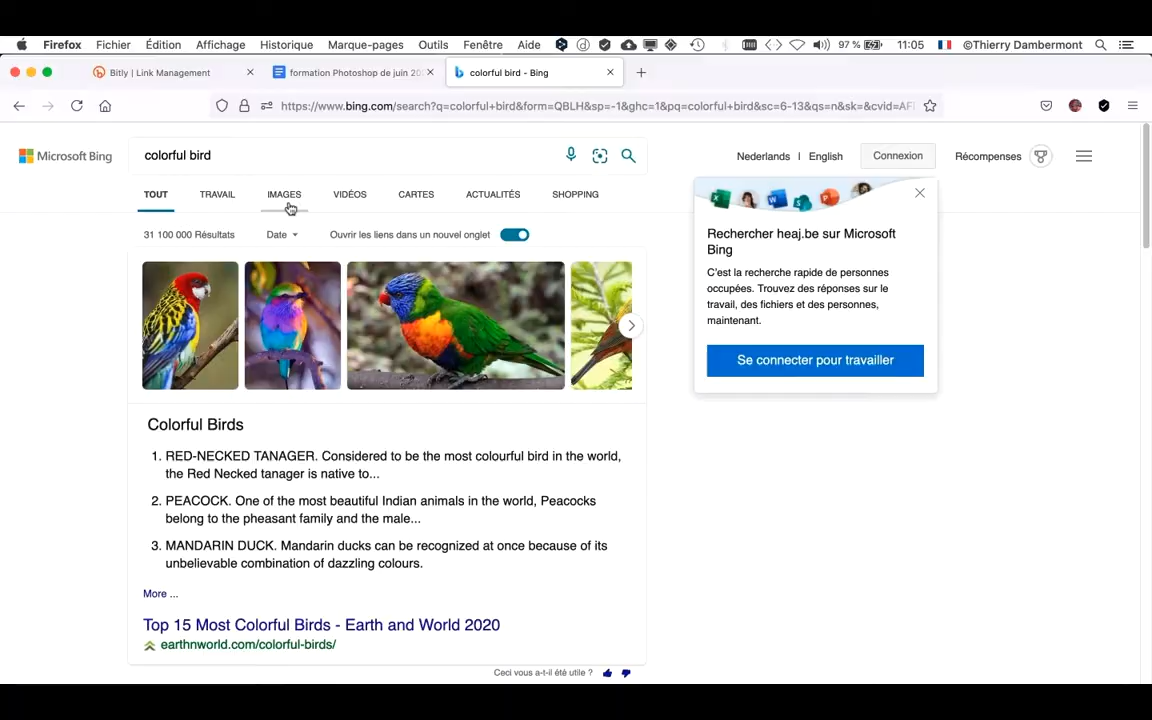 Firefox Fichier Édition Affichage Historique Marque-pages Outils Fenêtre Aide 97 % 11:05 ©Thierry Dambermont
Bitly | Link Management formation Photoshop de juin 20 colorful bird - Bing
https://www.bing.com/search?q=colorful+bird&form=QBLH&sp=-1&ghc=1&pq=colorful+bird&sc=6-13&qs=n&sk=&cvid=AF
Microsoft Bing colorful bird Nederlands | English Connexion Récompenses
TOUT TRAVAIL IMAGES VIDÉOS CARTES ACTUALITÉS SHOPPING
31 100 000 Résultats Date Ouvrir les liens dans un nouvel onglet
Rechercher heaj.be sur Microsoft
Bing
C'est la recherche rapide de personnes
occupées. Trouvez des réponses sur le
travail, des fichiers et des personnes,
maintenant.
Se connecter pour travailler
Colorful Birds
1. RED-NECKED TANAGER. Considered to be the most colourful bird in the world,
the Red Necked tanager is native to...
2. PEACOCK. One of the most beautiful Indian animals in the world, Peacocks
belong to the pheasant family and the male...
3. MANDARIN DUCK. Mandarin ducks can be recognized at once because of its
unbelievable combination of dazzling colours.
More ...
Top 15 Most Colorful Birds - Earth and World 2020
earthnworld.com/colorful-birds/
Ceci vous a-t-il été utile ?